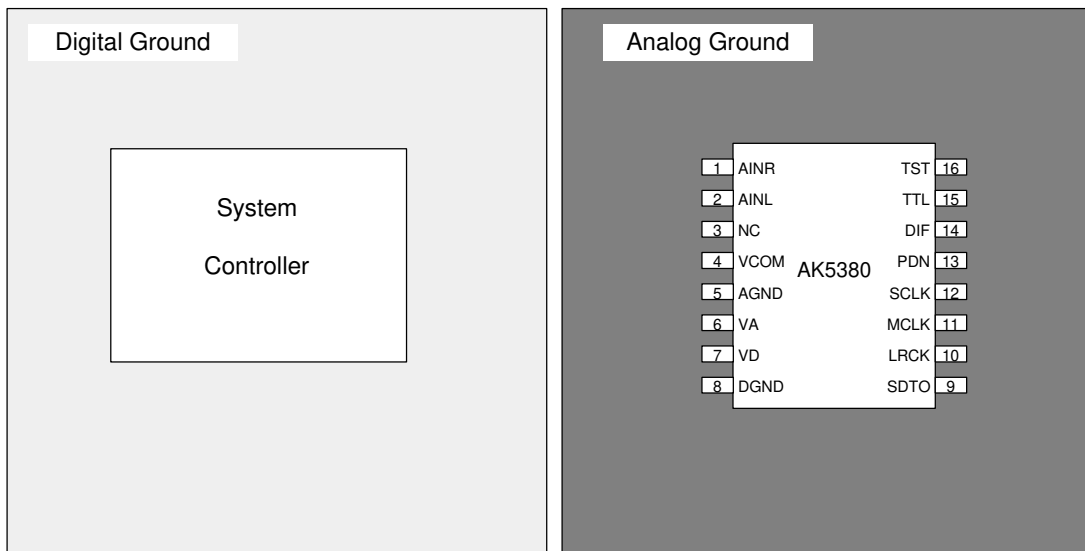 Digital Ground
System
Controller
Analog Ground
1 AINR
2 AINL
3 NC
4 VCOM
5 AGND
6 VA
7 VD
8 DGND
AK5380
TST 16
TTL 15
DIF 14
PDN 13
SCLK 12
MCLK 11
LRCK 10
SDTO 9